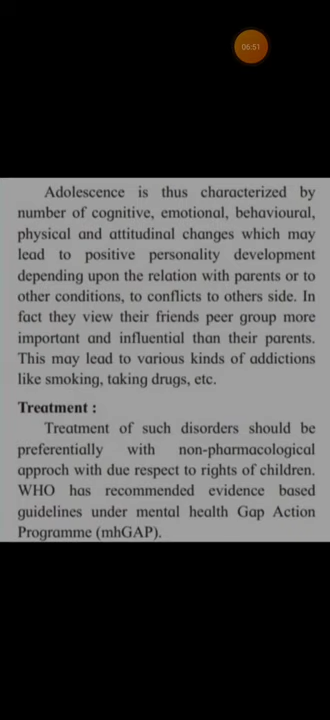 06:51
Adolescence is thus characterized by
number of cognitive, emotional, behavioural,
physical and attitudinal changes which may
lead to positive personality development
depending upon the relation with parents or to
other conditions, to conflicts to others side. In
fact they view their friends peer group more
important and influential than their parents.
This may lead to various kinds of addictions
like smoking, taking drugs, etc.
Treatment :
Treatment of such disorders should be
preferentially with non-pharmacological
approch with due respect to rights of children.
WHO has recommended evidence based
guidelines under mental health Gap Action
Programme (mhGAP).